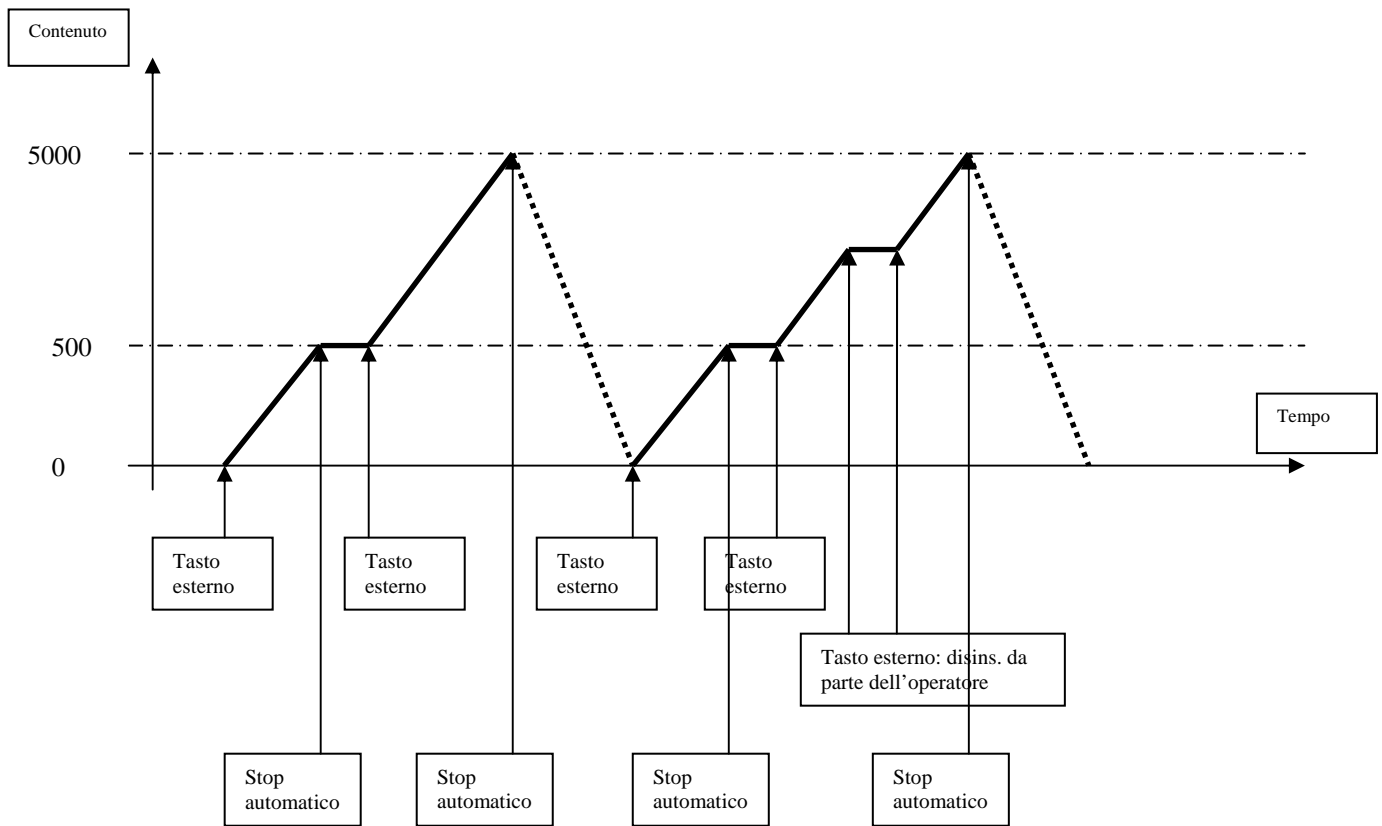 Contenuto
5000
500
Tempo
0
Tasto
esterno
Tasto
esterno
Tasto
esterno
Tasto
esterno
Tasto esterno: disins. da
parte dell’operatore
Stop
automatico
Stop
automatico
Stop
automatico
Stop
automatico